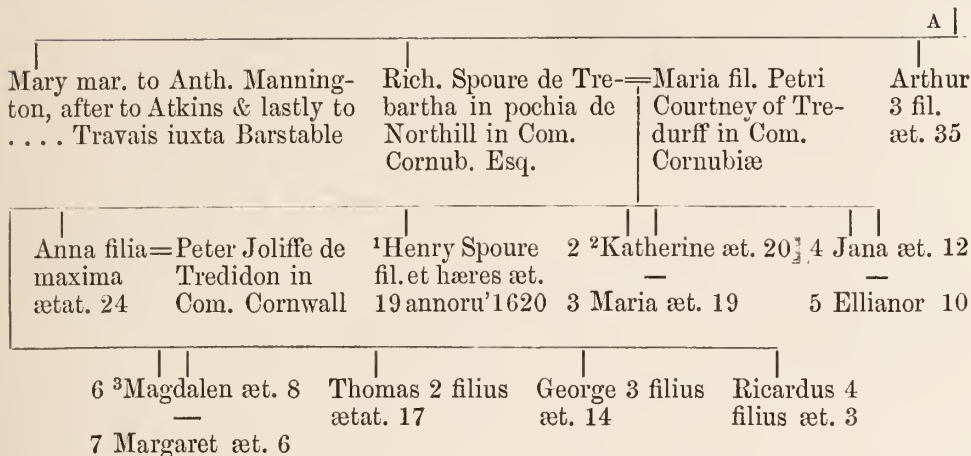 A
Mary mar. to Anth. Manning-
ton, after to Atkins & lastly to
. . . . Travais iuxta Barstable
Rich. Spoure de Tre-=Maria fil. Petri
bartha in pochia de
Northill in Com.
Cornub. Esq.
Courtney of Tre-
durff in Com.
Cornubiæ
Arthur
3 fil.
æt. 35
Anna filia=Peter Joliffe de
maxima
ætat. 24
Tredidon in
Com. Cornwall
¹Henry Spoure
fil. et hæres æt.
19 annoru' 1620
2 ²Katherine æt. 20
—
3 Maria æt. 19
4 Jana æt. 12
—
5 Ellianor 10
6 ³Magdalen æt. 8
—
7 Margaret æt. 6
Thomas 2 filius
ætat. 17
George 3 filius
æt. 14
Ricardus 4
filius æt. 3